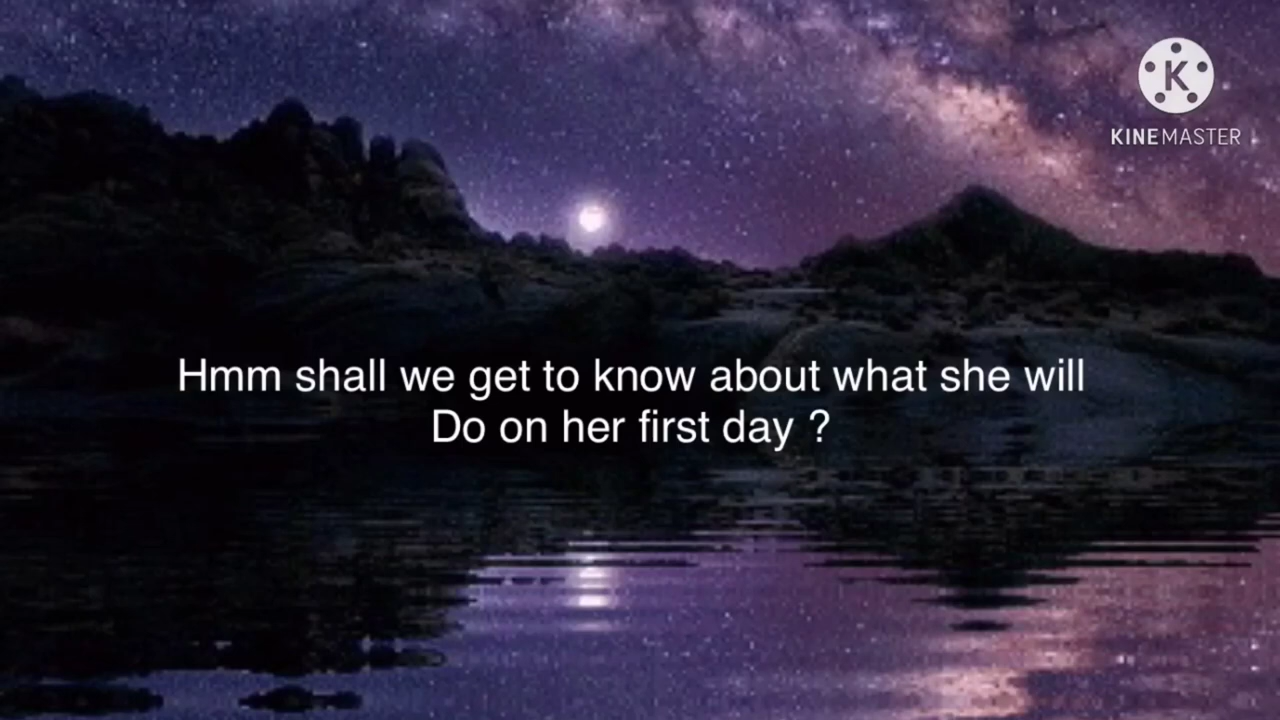 K
KINEMASTER
Hmm shall we get to know about what she will
Do on her first day ?